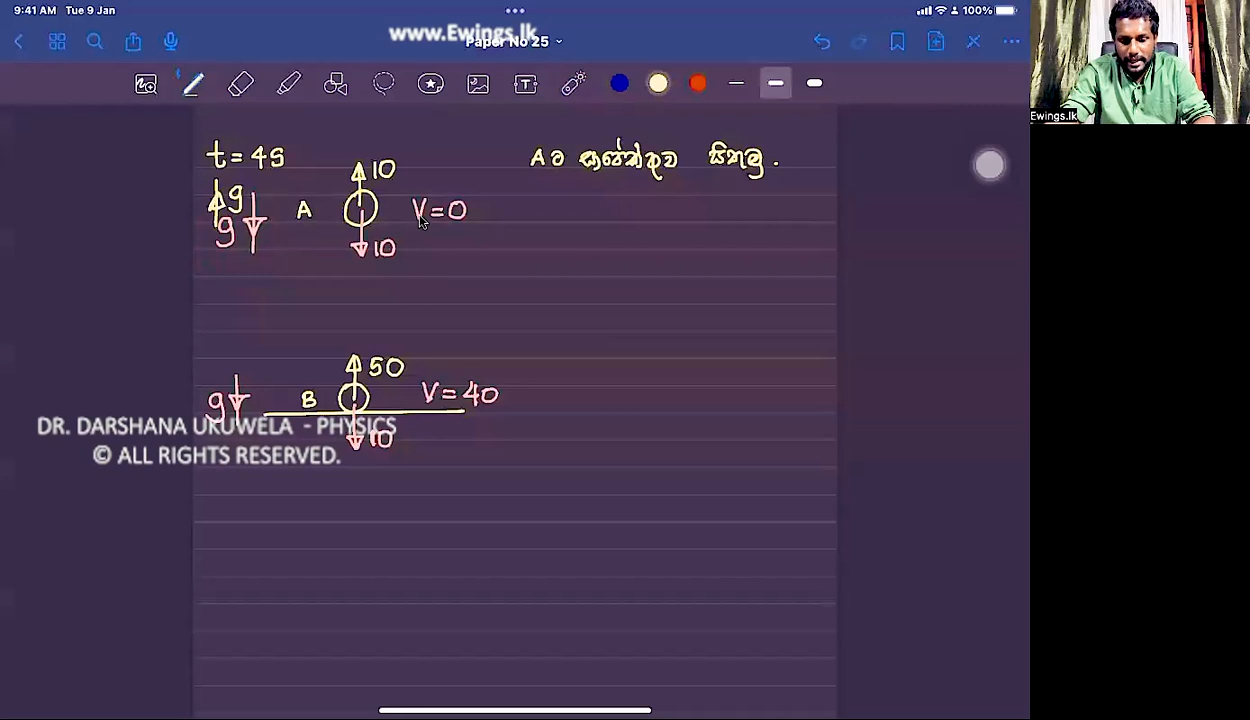 9:41 AM Tue 9 Jan
100%
www.Ewings.lk
Paper No 25
t = 4s
10
A ට සාපේක්ෂව සිතමු .
g
g
A
V=0
10
50
g
B
V = 40
10
DR. DARSHANA UKUWELA - PHYSICS
© ALL RIGHTS RESERVED.
Ewings.lk